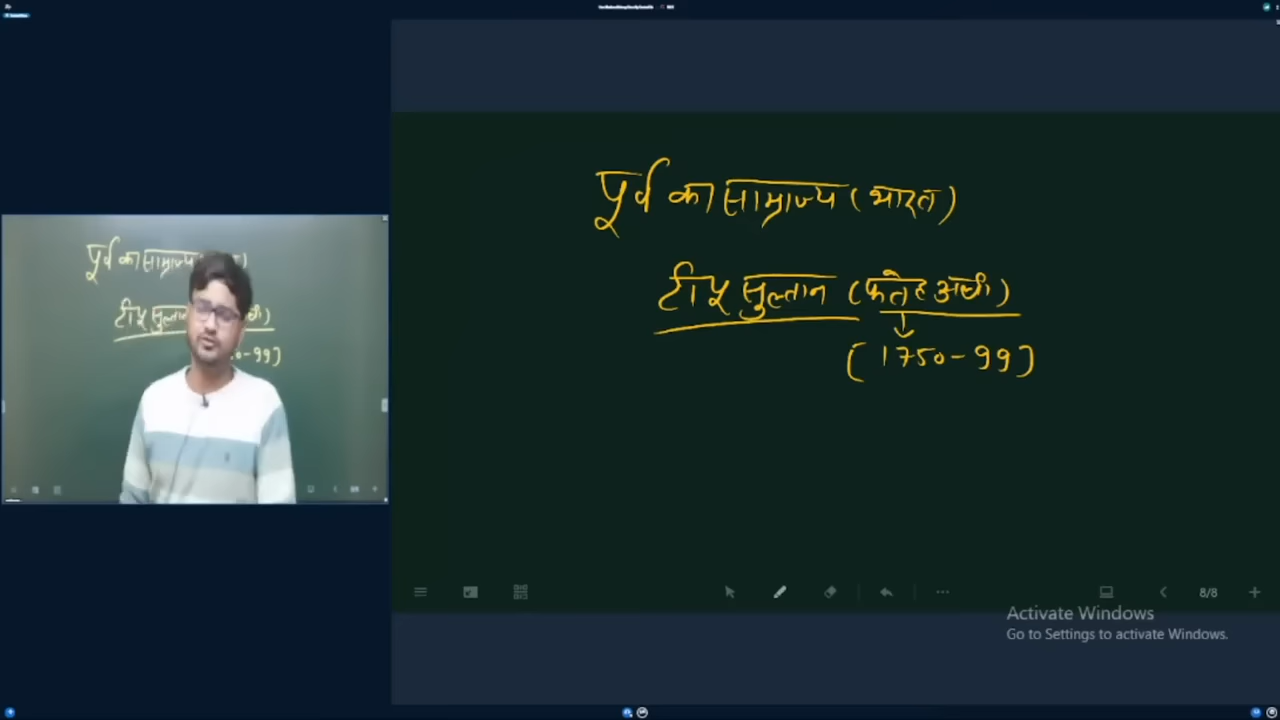 पूर्व का साम्राज्य (भारत)
टीपू सुल्तान (फतेह अली)
(1750-99)
8/8
Activate Windows
Go to Settings to activate Windows.